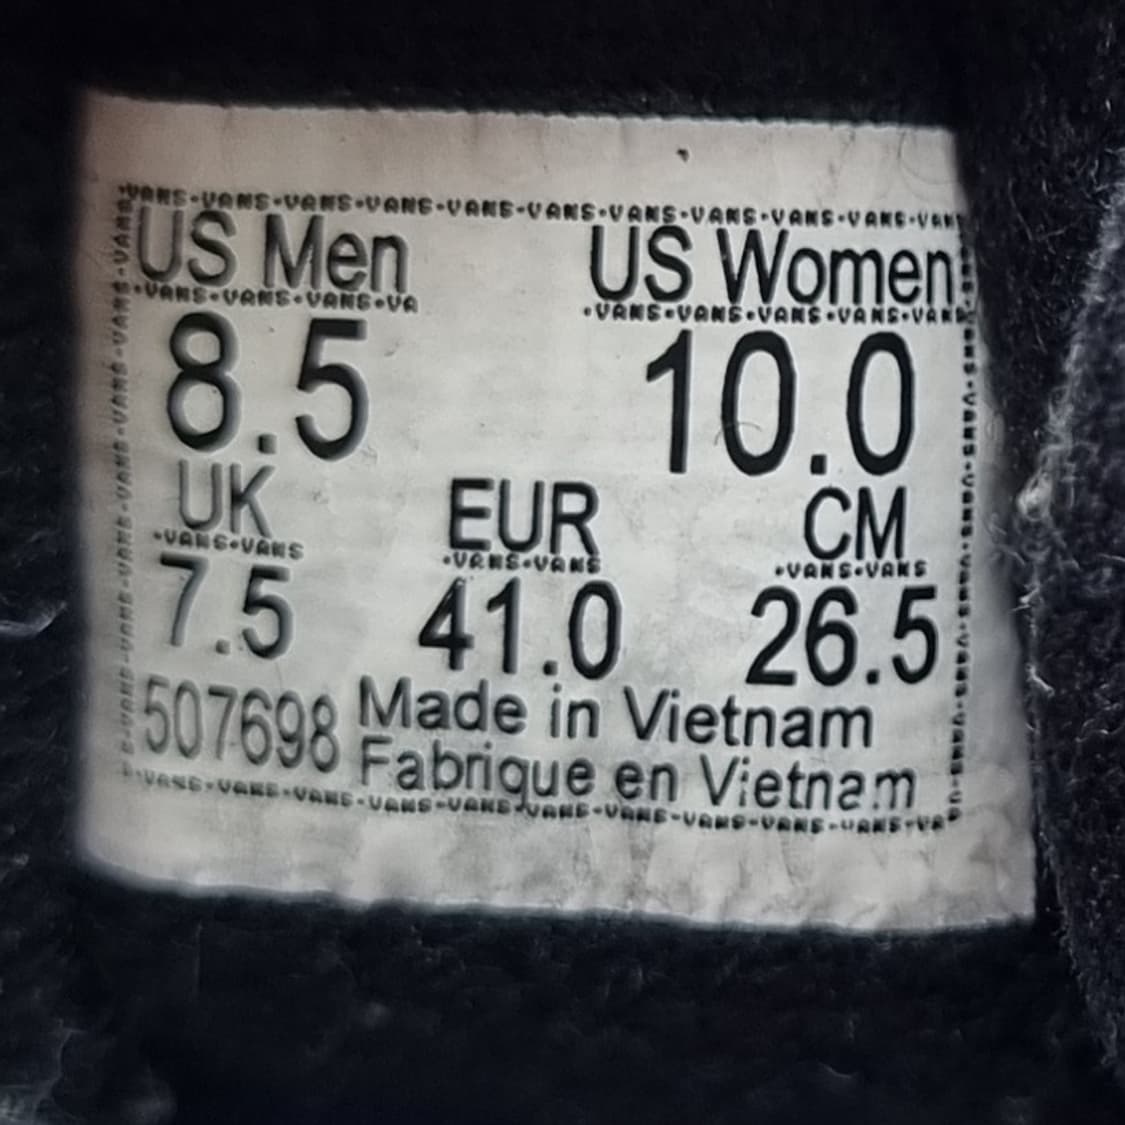 VANS•VANS•VANS•VANS•VANS•VANS•VANS•VANS•VANS•VANS•VAN
US Men US Women
•VANS•VANS•VANS•VA •VANS•VANS•VANS•VANS•VANS
8.5 10.0
UK EUR CM
•VANS•VANS •VANS•VANS •VANS•VANS
7.5 41.0 26.5
507698 Made in Vietnam
Fabrique en Vietnam
VANS•VANS•VANS•VANS•VANS•VANS•VANS•VANS•VANS•VANS•VA